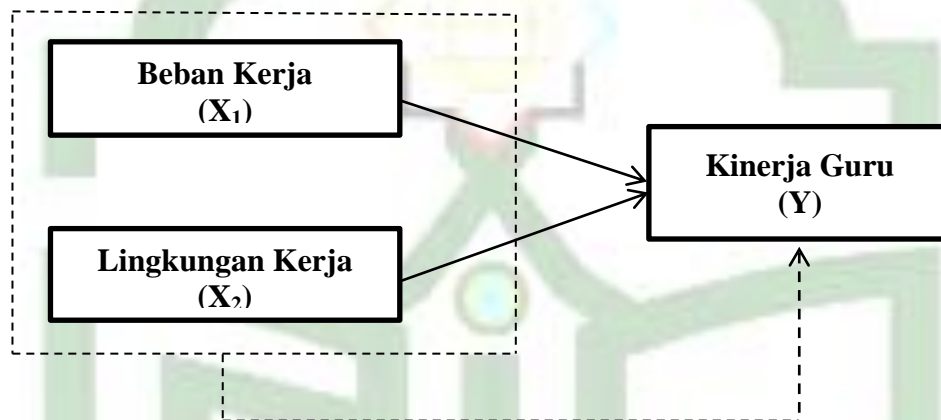 Beban Kerja
(X₁)
Kinerja Guru
(Y)
Lingkungan Kerja
(X₂)